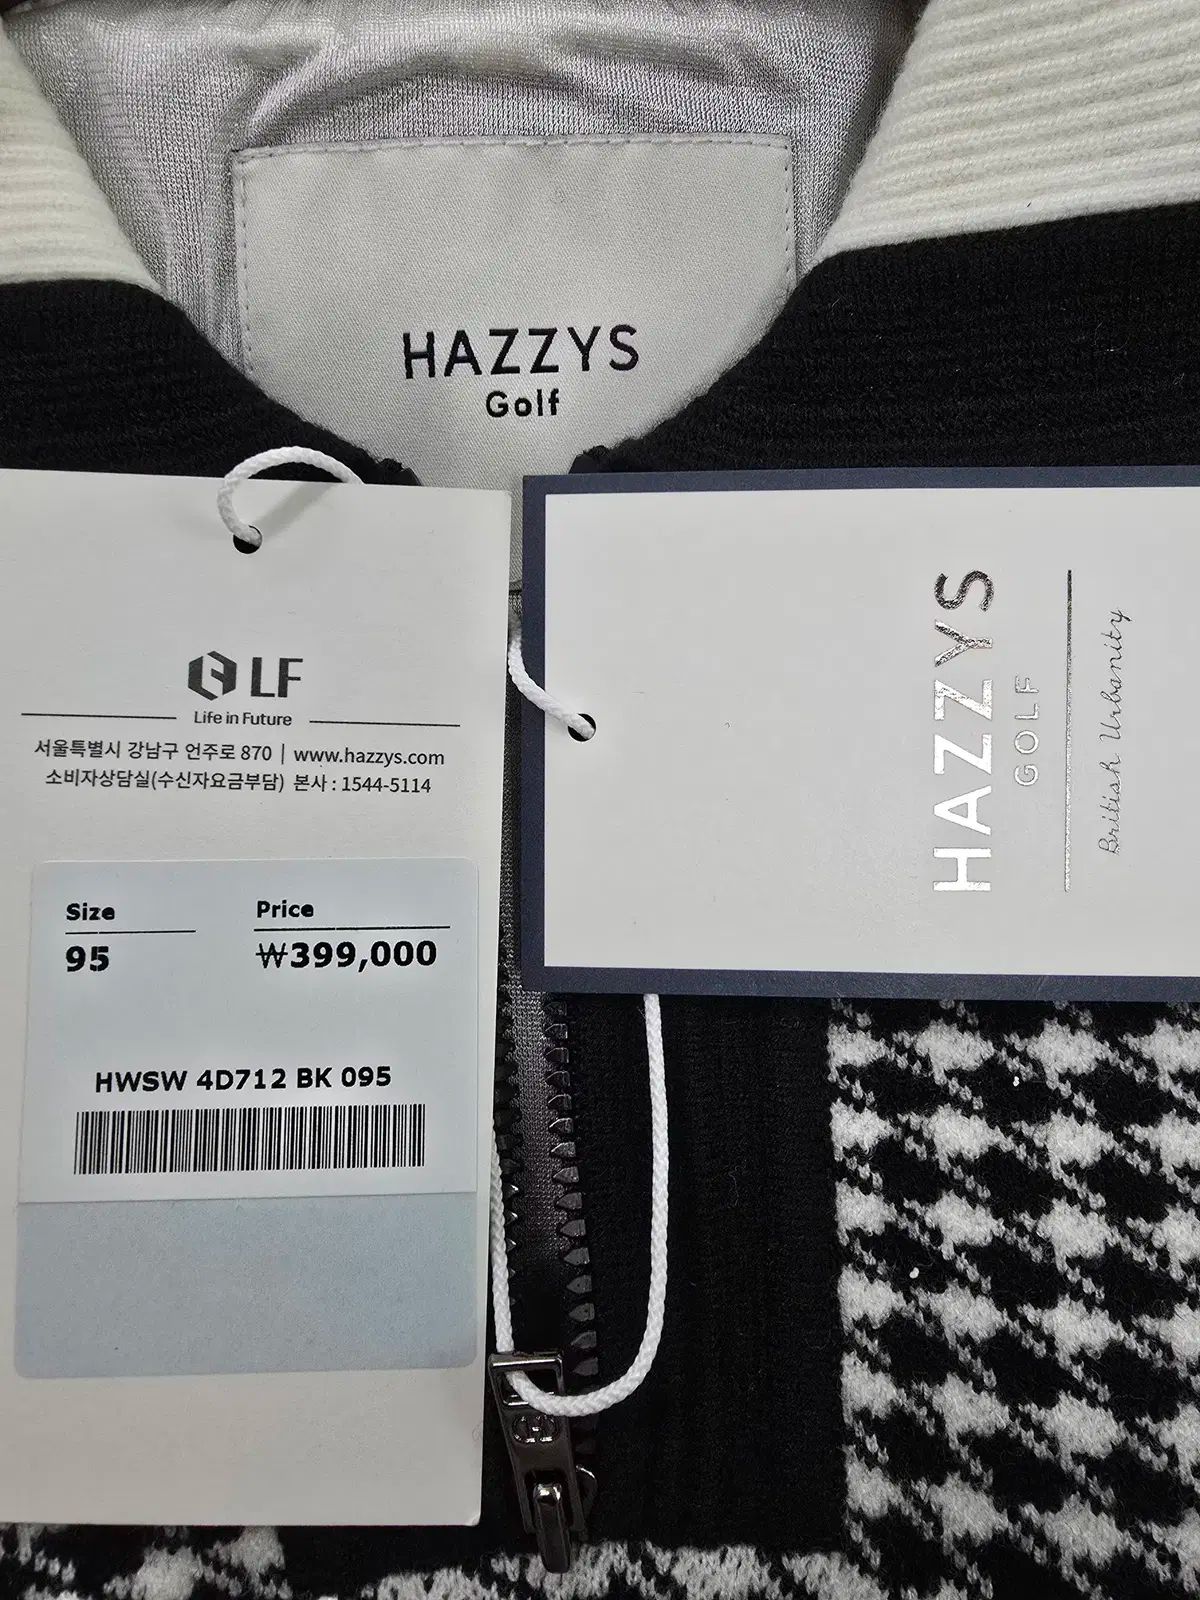 HAZZYS
Golf
LF
Life in Future
서울특별시 강남구 언주로 870 | www.hazzys.com
소비자상담실(수신자요금부담) 본사 : 1544-5114
Size
95
Price
₩399,000
HWSW 4D712 BK 095
HAZZYS
GOLF
British Urbanity